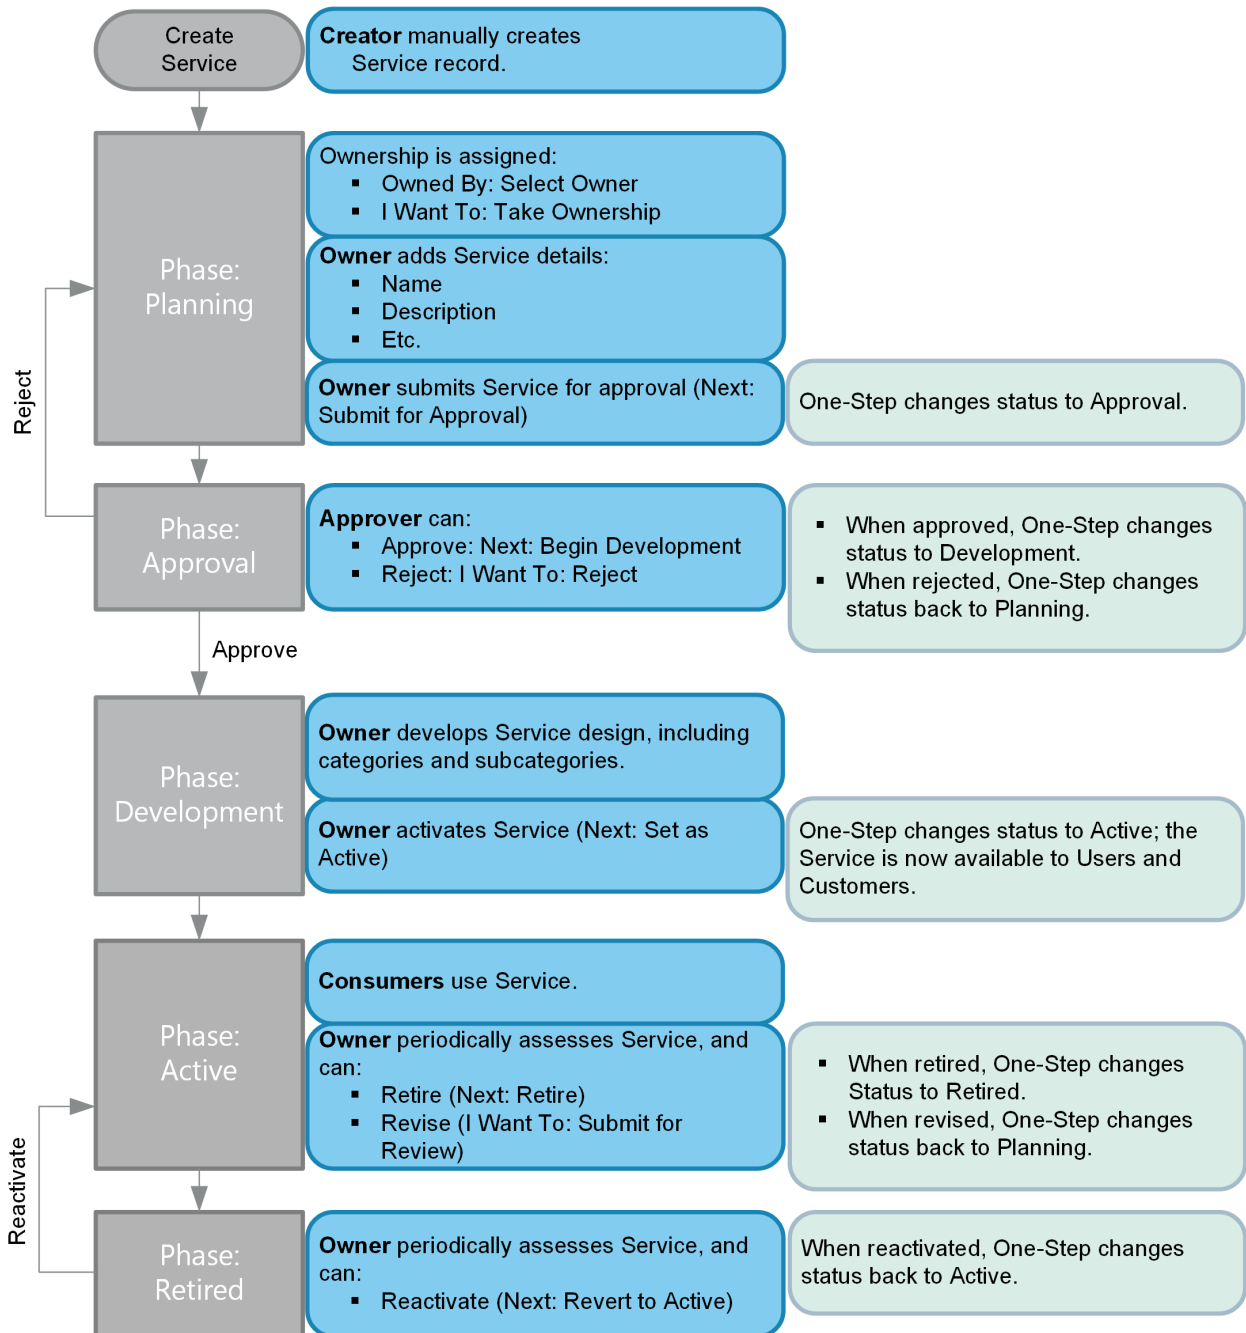 Create
Service
Creator manually creates
Service record.
Phase:
Planning
Ownership is assigned:
▪ Owned By: Select Owner
▪ I Want To: Take Ownership
Owner adds Service details:
▪ Name
▪ Description
▪ Etc.
Owner submits Service for approval (Next:
Submit for Approval)
One-Step changes status to Approval.
Reject
Phase:
Approval
Approver can:
▪ Approve: Next: Begin Development
▪ Reject: I Want To: Reject
▪ When approved, One-Step changes
status to Development.
▪ When rejected, One-Step changes
status back to Planning.
Approve
Phase:
Development
Owner develops Service design, including
categories and subcategories.
Owner activates Service (Next: Set as
Active)
One-Step changes status to Active; the
Service is now available to Users and
Customers.
Phase:
Active
Consumers use Service.
Owner periodically assesses Service, and
can:
▪ Retire (Next: Retire)
▪ Revise (I Want To: Submit for
Review)
▪ When retired, One-Step changes
Status to Retired.
▪ When revised, One-Step changes
status back to Planning.
Reactivate
Phase:
Retired
Owner periodically assesses Service, and
can:
▪ Reactivate (Next: Revert to Active)
When reactivated, One-Step changes
status back to Active.